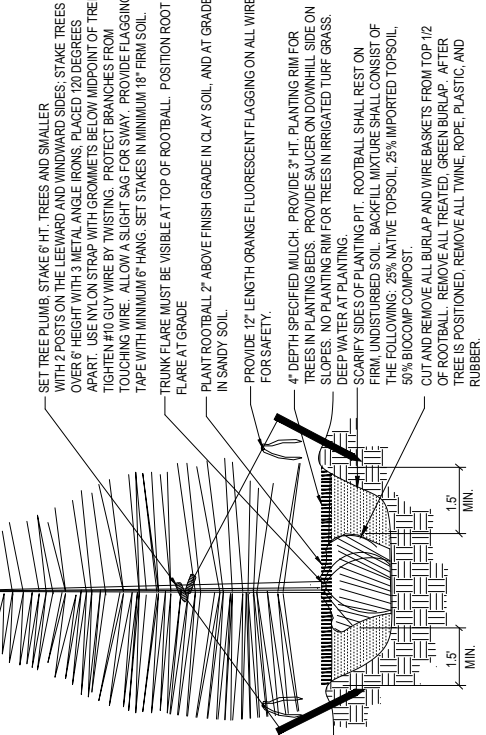 SET TREE PLUMB, STAKE 6' HT. TREES AND SMALLER
WITH 2 POSTS ON THE LEEWARD AND WINDWARD SIDES; STAKE TREES
OVER 6' HEIGHT WITH 3 METAL ANGLE IRONS, PLACED 120 DEGREES
APART. USE NYLON STRAP WITH GROMMETS BELOW MIDPOINT OF TRE
TIGHTEN #10 GUY WIRE BY TWISTING. PROTECT BRANCHES FROM
TOUCHING WIRE. ALLOW A SLIGHT SAG FOR SWAY. PROVIDE FLAGGING
TAPE WITH MINIMUM 6" HANG. SET STAKES IN MINIMUM 18" FIRM SOIL.
TRUNK FLARE MUST BE VISIBLE AT TOP OF ROOTBALL. POSITION ROOT
FLARE AT GRADE
PLANT ROOTBALL 2" ABOVE FINISH GRADE IN CLAY SOIL, AND AT GRADE
IN SANDY SOIL.
PROVIDE 12" LENGTH ORANGE FLUORESCENT FLAGGING ON ALL WIRE
FOR SAFETY.
4" DEPTH SPECIFIED MULCH. PROVIDE 3" HT. PLANTING RIM FOR
TREES IN PLANTING BEDS. PROVIDE SAUCER ON DOWNHILL SIDE ON
SLOPES. NO PLANTING RIM FOR TREES IN IRRIGATED TURF GRASS.
DEEP WATER AT PLANTING.
SCARIFY SIDES OF PLANTING PIT. ROOTBALL SHALL REST ON
FIRM, UNDISTURBED SOIL. BACKFILL MIXTURE SHALL CONSIST OF
THE FOLLOWING: 25% NATIVE TOPSOIL, 25% IMPORTED TOPSOIL,
50% BIOCOMP COMPOST.
CUT AND REMOVE ALL BURLAP AND WIRE BASKETS FROM TOP 1/2
OF ROOTBALL. REMOVE ALL TREATED, GREEN BURLAP. AFTER
TREE IS POSITIONED, REMOVE ALL TWINE, ROPE, PLASTIC, AND
RUBBER.
1.5'
MIN.
1.5'
MIN.